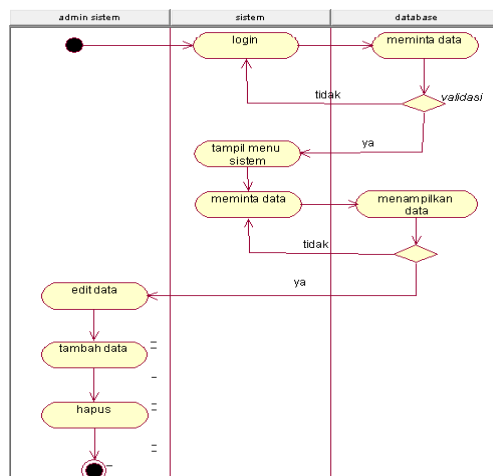 admin sistem
sistem
database
login
meminta data
tidak
validasi
ya
tampil menu
sistem
meminta data
menampilkan
data
tidak
ya
edit data
tambah data
hapus